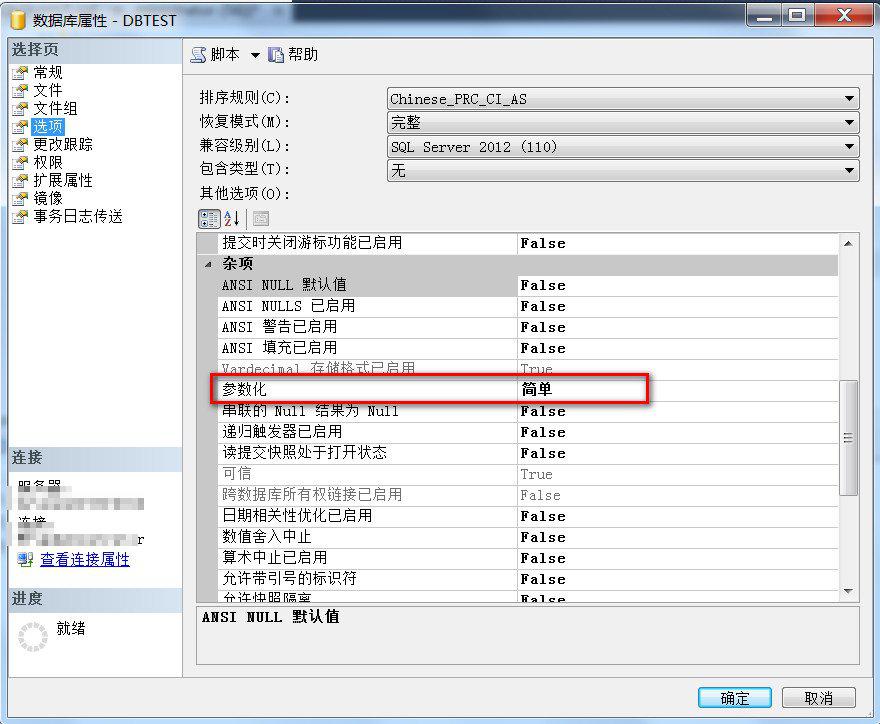 数据库属性 - DBTEST
选择页
常规
文件
文件组
选项
更改跟踪
权限
扩展属性
镜像
事务日志传送
脚本
帮助
排序规则(C): Chinese_PRC_CI_AS
恢复模式(M): 完整
兼容级别(L): SQL Server 2012 (110)
包含类型(T): 无
其他选项(O):
提交时关闭游标功能已启用 False
杂项
ANSI NULL 默认值 False
ANSI NULLS 已启用 False
ANSI 警告已启用 False
ANSI 填充已启用 False
Vardecimal 存储格式已启用 True
参数化 简单
串联的 Null 结果为 Null False
递归触发器已启用 False
读提交快照处于打开状态 False
可信 True
跨数据库所有权链接已启用 False
日期相关性优化已启用 False
数值舍入中止 False
算术中止已启用 False
允许带引号的标识符 False
允许快照隔离 False
ANSI NULL 默认值
连接
服务器:
连接:
查看连接属性
进度
就绪
确定
取消